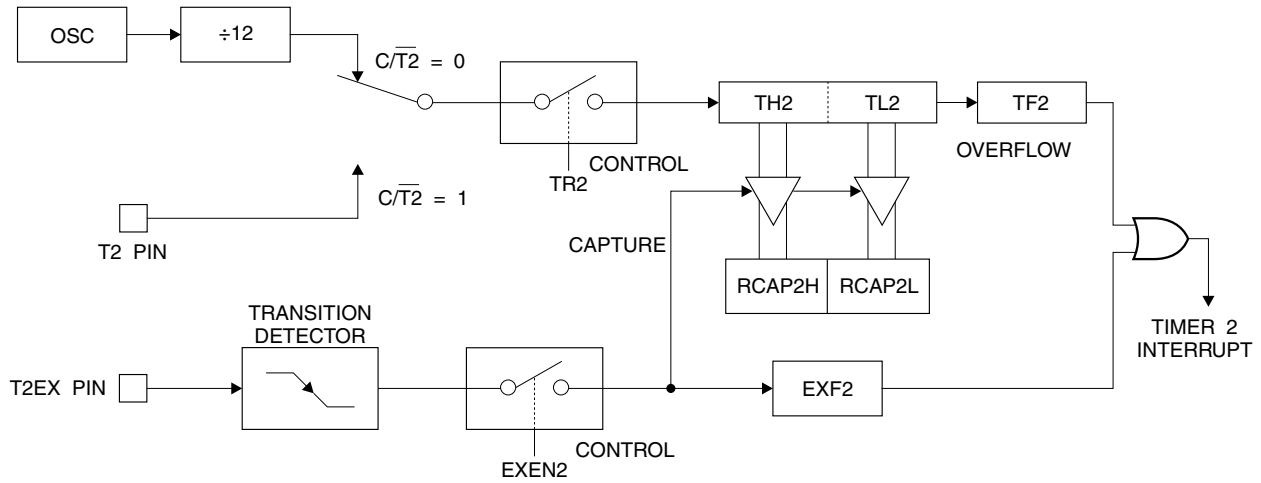 OSC
÷12
C/T2̅ = 0
TH2
TL2
TF2
OVERFLOW
CONTROL
TR2
C/T2̅ = 1
T2 PIN
CAPTURE
RCAP2H
RCAP2L
TRANSITION
DETECTOR
TIMER 2
INTERRUPT
T2EX PIN
EXF2
CONTROL
EXEN2